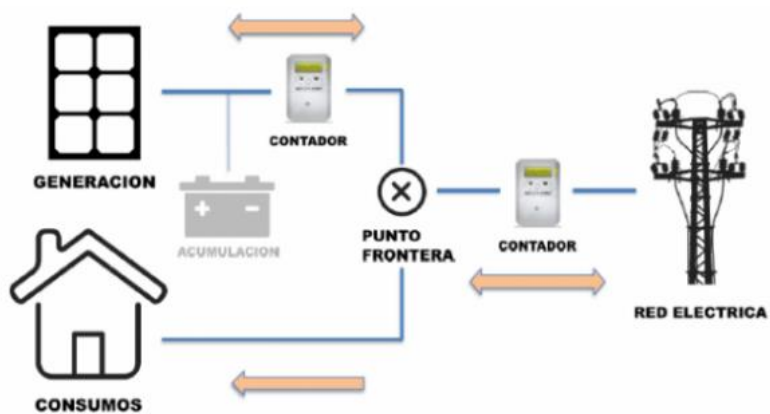 CONTADOR
GENERACION
ACUMULACION
PUNTO
FRONTERA
CONTADOR
RED ELECTRICA
CONSUMOS